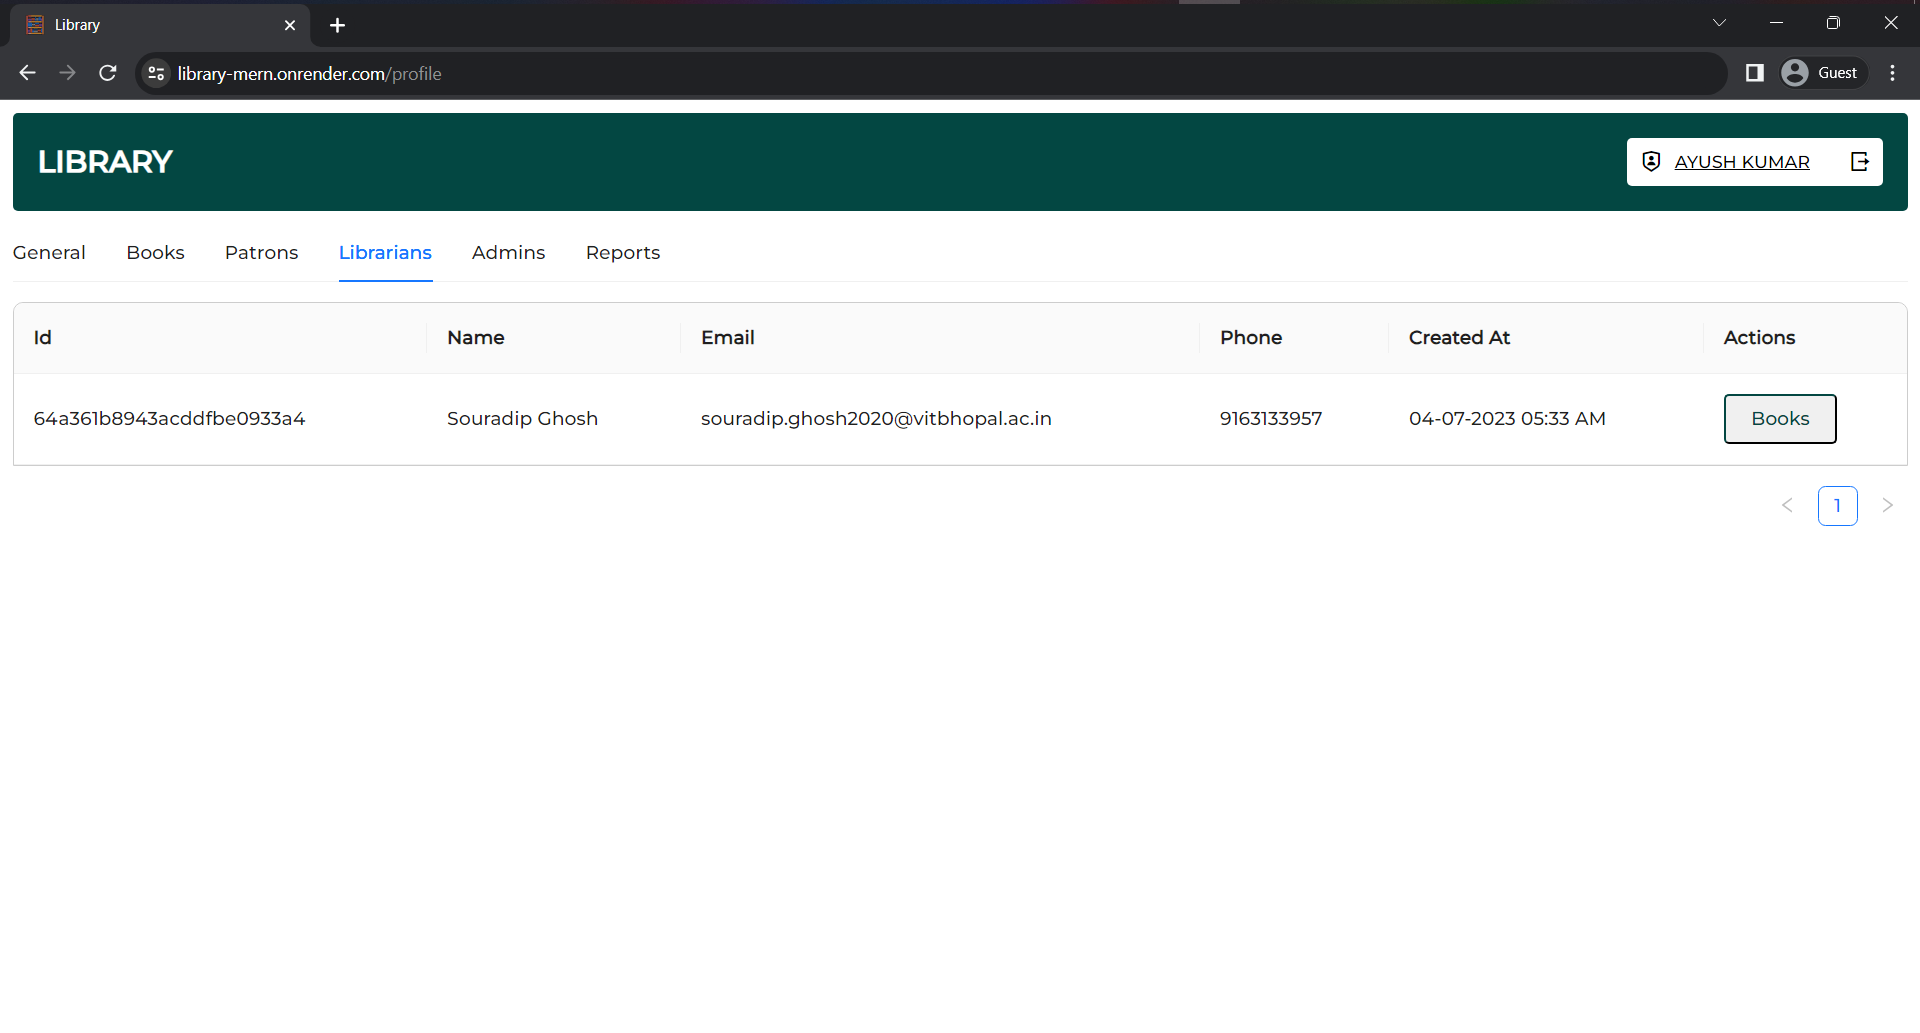 Library
library-mern.onrender.com/profile
Guest
LIBRARY
AYUSH KUMAR
General Books Patrons Librarians Admins Reports
Id Name Email Phone Created At Actions
64a361b8943acddfbe0933a4 Souradip Ghosh souradip.ghosh2020@vitbhopal.ac.in 9163133957 04-07-2023 05:33 AM Books
1